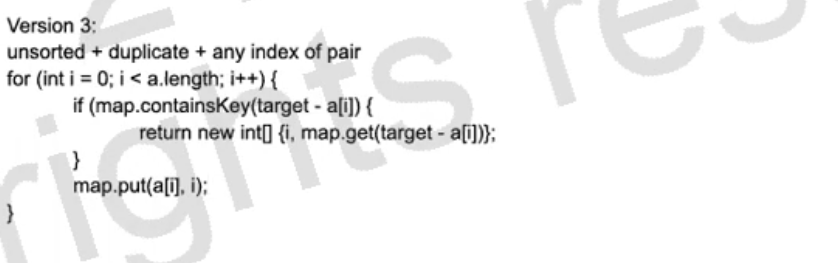 Version 3:
unsorted + duplicate + any index of pair
for (int i = 0; i < a.length; i++) {
if (map.containsKey(target - a[i]) {
return new int[] {i, map.get(target - a[i])};
}
map.put(a[i], i);
}
rights res